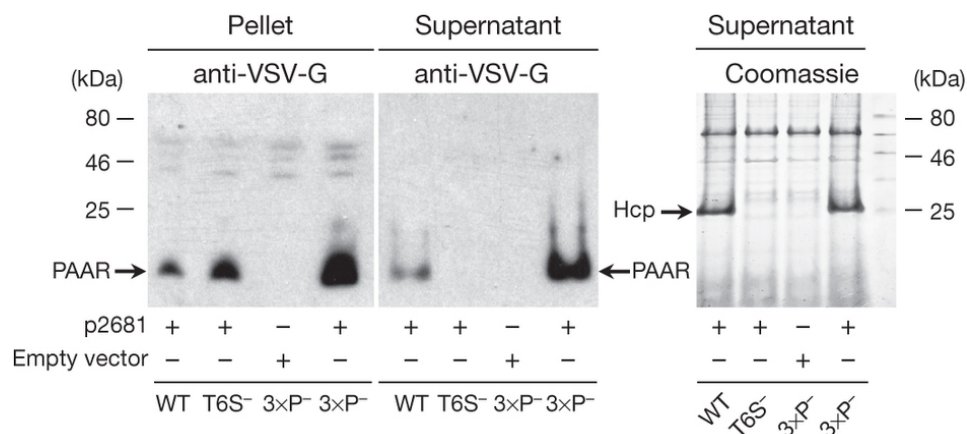 Pellet Supernatant Supernatant
(kDa) anti-VSV-G anti-VSV-G Coomassie (kDa)
80 80
46 46
25 Hcp 25
PAAR PAAR
p2681 + + − + + + − + + + − +
Empty vector − − + − − − + − − − + −
WT T6S⁻ 3×P⁻ 3×P⁻ WT T6S⁻ 3×P⁻ 3×P⁻ WT T6S⁻ 3×P⁻ 3×P⁻